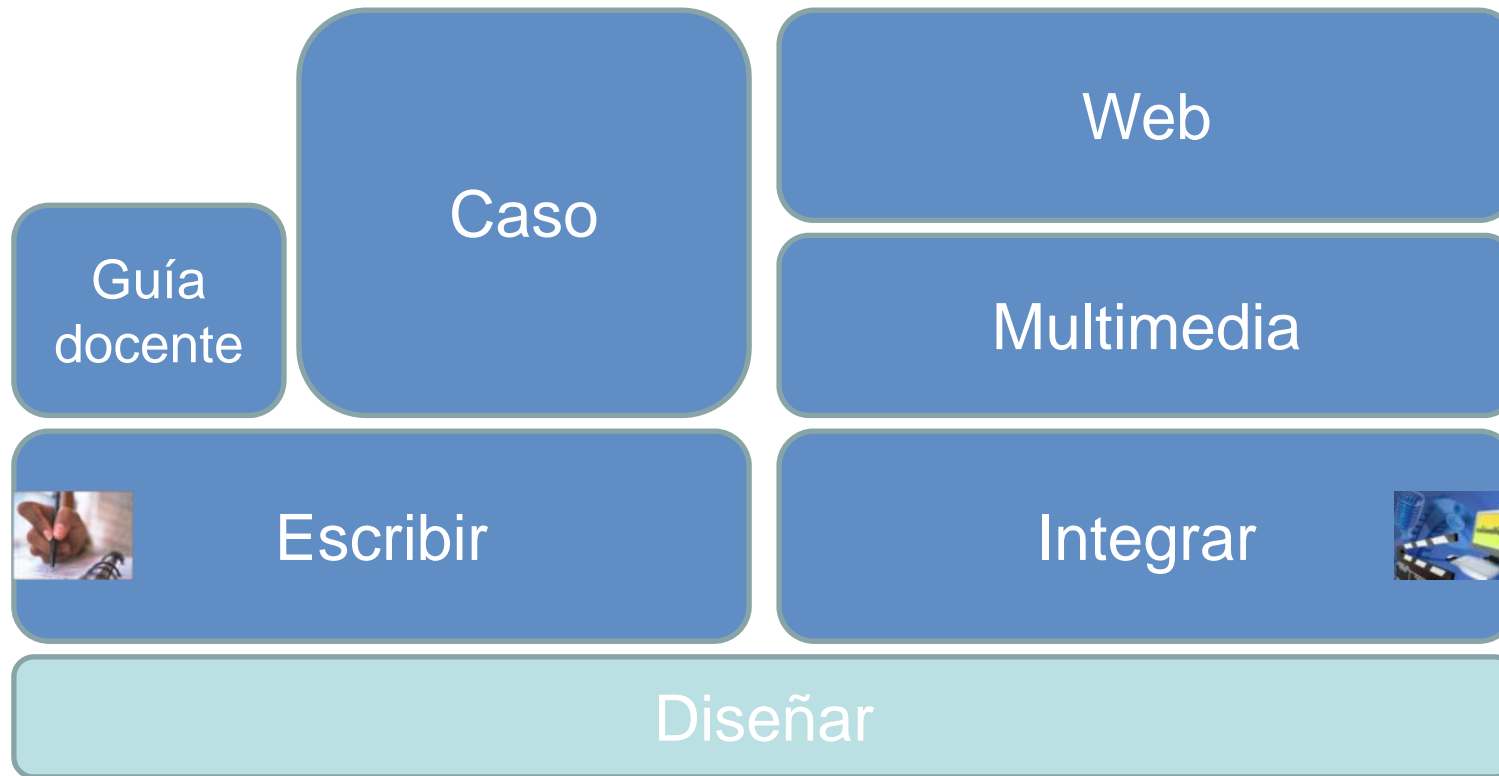 Caso
Web
Guía
docente
Multimedia
Escribir
Integrar
Diseñar